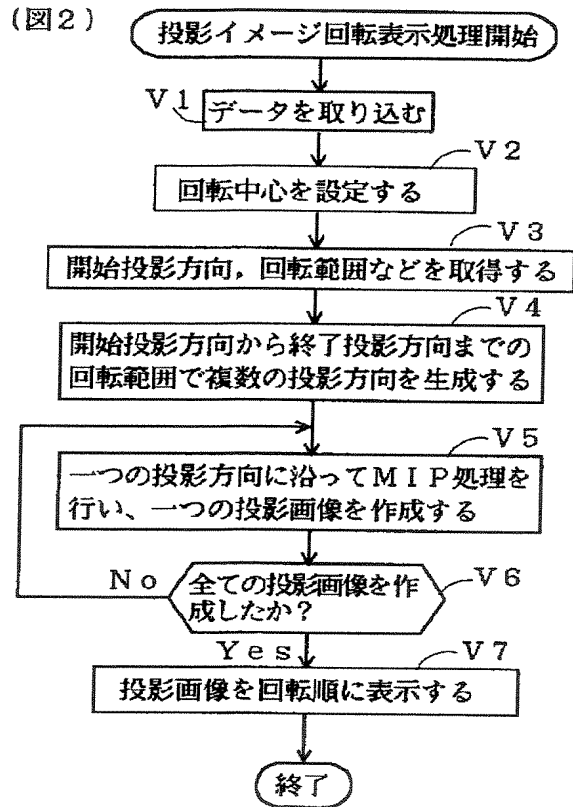 (図2)
投影イメージ回転表示処理開始
V1
データを取り込む
V2
回転中心を設定する
V3
開始投影方向，回転範囲などを取得する
V4
開始投影方向から終了投影方向までの
回転範囲で複数の投影方向を生成する
V5
一つの投影方向に沿ってMIP処理を
行い、一つの投影画像を作成する
No
全ての投影画像を作
成したか？
V6
Yes
V7
投影画像を回転順に表示する
終了